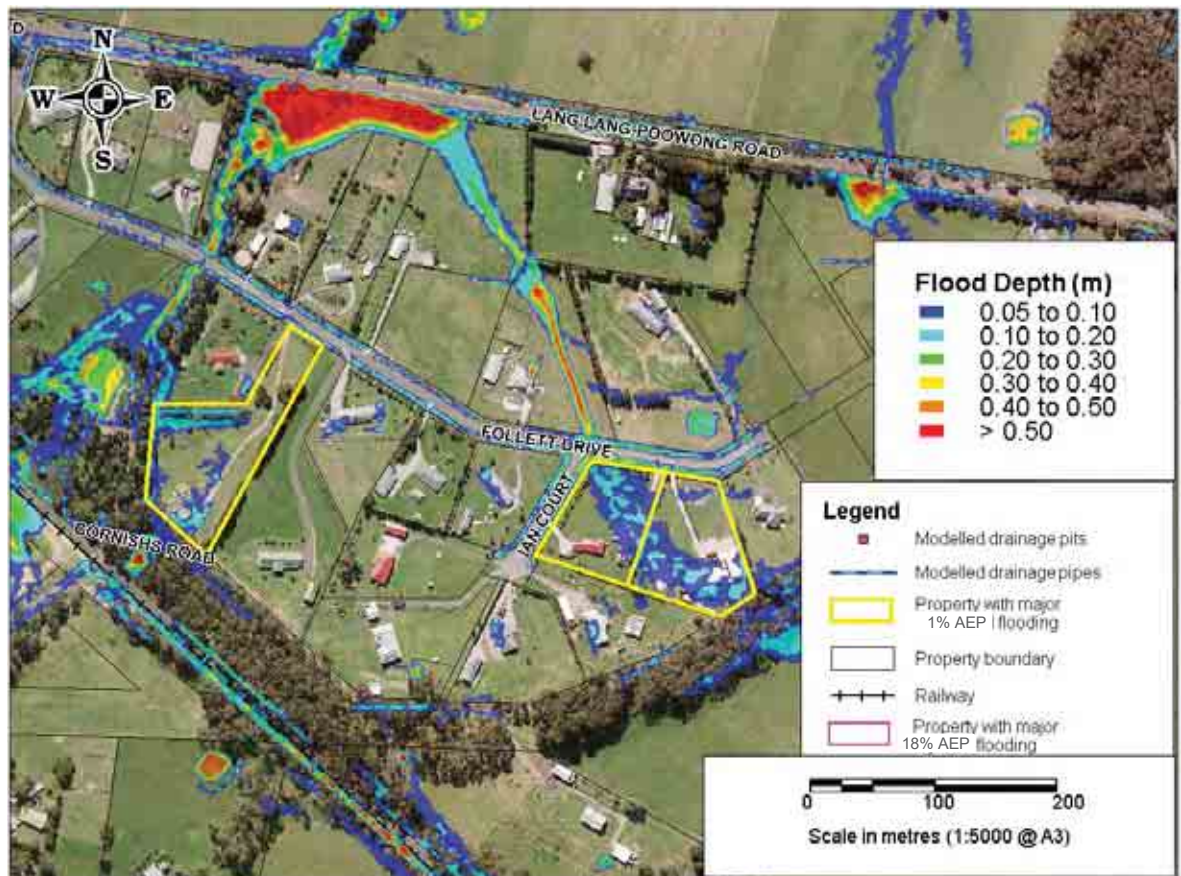 D
N
W E
S
LANG LANG-POOWONG ROAD
FOLLETT DRIVE
IAN COURT
CORNISHS ROAD
Flood Depth (m)
0.05 to 0.10
0.10 to 0.20
0.20 to 0.30
0.30 to 0.40
0.40 to 0.50
> 0.50
Legend
Modelled drainage pits
Modelled drainage pipes
Property with major
1% AEP flooding
Property boundary
Railway
Property with major
18% AEP flooding
0 100 200
Scale in metres (1:5000 @ A3)